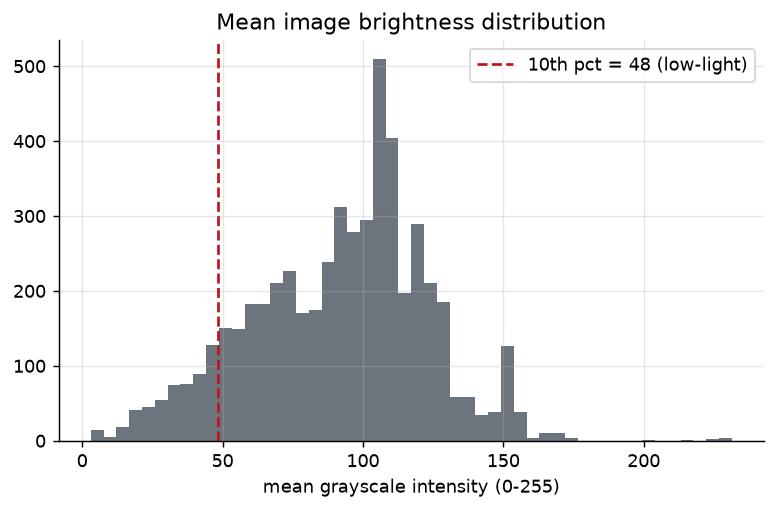 Mean image brightness distribution
10th pct = 48 (low-light)
500
400
300
200
100
0
0 50 100 150 200
mean grayscale intensity (0-255)